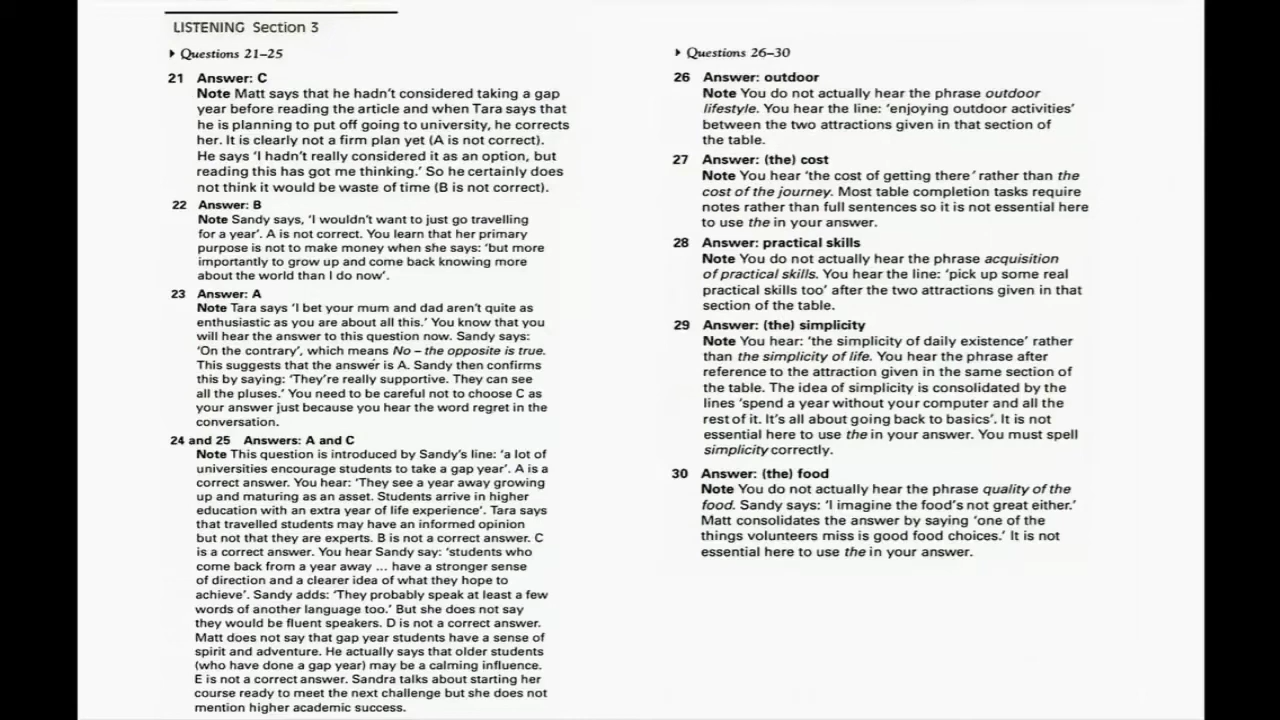 LISTENING Section 3
▸ Questions 21–25
21 Answer: C
Note Matt says that he hadn't considered taking a gap
year before reading the article and when Tara says that
he is planning to put off going to university, he corrects
her. It is clearly not a firm plan yet (A is not correct).
He says 'I hadn't really considered it as an option, but
reading this has got me thinking.' So he certainly does
not think it would be waste of time (B is not correct).
22 Answer: B
Note Sandy says, 'I wouldn't want to just go travelling
for a year'. A is not correct. You learn that her primary
purpose is not to make money when she says: 'but more
importantly to grow up and come back knowing more
about the world than I do now'.
23 Answer: A
Note Tara says 'I bet your mum and dad aren't quite as
enthusiastic as you are about all this.' You know that you
will hear the answer to this question now. Sandy says:
'On the contrary', which means No – the opposite is true.
This suggests that the answer is A. Sandy then confirms
this by saying: 'They're really supportive. They can see
all the pluses.' You need to be careful not to choose C as
your answer just because you hear the word regret in the
conversation.
24 and 25 Answers: A and C
Note This question is introduced by Sandy's line: 'a lot of
universities encourage students to take a gap year'. A is a
correct answer. You hear: 'They see a year away growing
up and maturing as an asset. Students arrive in higher
education with an extra year of life experience'. Tara says
that travelled students may have an informed opinion
but not that they are experts. B is not a correct answer. C
is a correct answer. You hear Sandy say: 'students who
come back from a year away ... have a stronger sense
of direction and a clearer idea of what they hope to
achieve'. Sandy adds: 'They probably speak at least a few
words of another language too.' But she does not say
they would be fluent speakers. D is not a correct answer.
Matt does not say that gap year students have a sense of
spirit and adventure. He actually says that older students
(who have done a gap year) may be a calming influence.
E is not a correct answer. Sandra talks about starting her
course ready to meet the next challenge but she does not
mention higher academic success.
▸ Questions 26–30
26 Answer: outdoor
Note You do not actually hear the phrase outdoor
lifestyle. You hear the line: 'enjoying outdoor activities'
between the two attractions given in that section of
the table.
27 Answer: (the) cost
Note You hear 'the cost of getting there' rather than the
cost of the journey. Most table completion tasks require
notes rather than full sentences so it is not essential here
to use the in your answer.
28 Answer: practical skills
Note You do not actually hear the phrase acquisition
of practical skills. You hear the line: 'pick up some real
practical skills too' after the two attractions given in that
section of the table.
29 Answer: (the) simplicity
Note You hear: 'the simplicity of daily existence' rather
than the simplicity of life. You hear the phrase after
reference to the attraction given in the same section of
the table. The idea of simplicity is consolidated by the
lines 'spend a year without your computer and all the
rest of it. It's all about going back to basics'. It is not
essential here to use the in your answer. You must spell
simplicity correctly.
30 Answer: (the) food
Note You do not actually hear the phrase quality of the
food. Sandy says: 'I imagine the food's not great either.'
Matt consolidates the answer by saying 'one of the
things volunteers miss is good food choices.' It is not
essential here to use the in your answer.